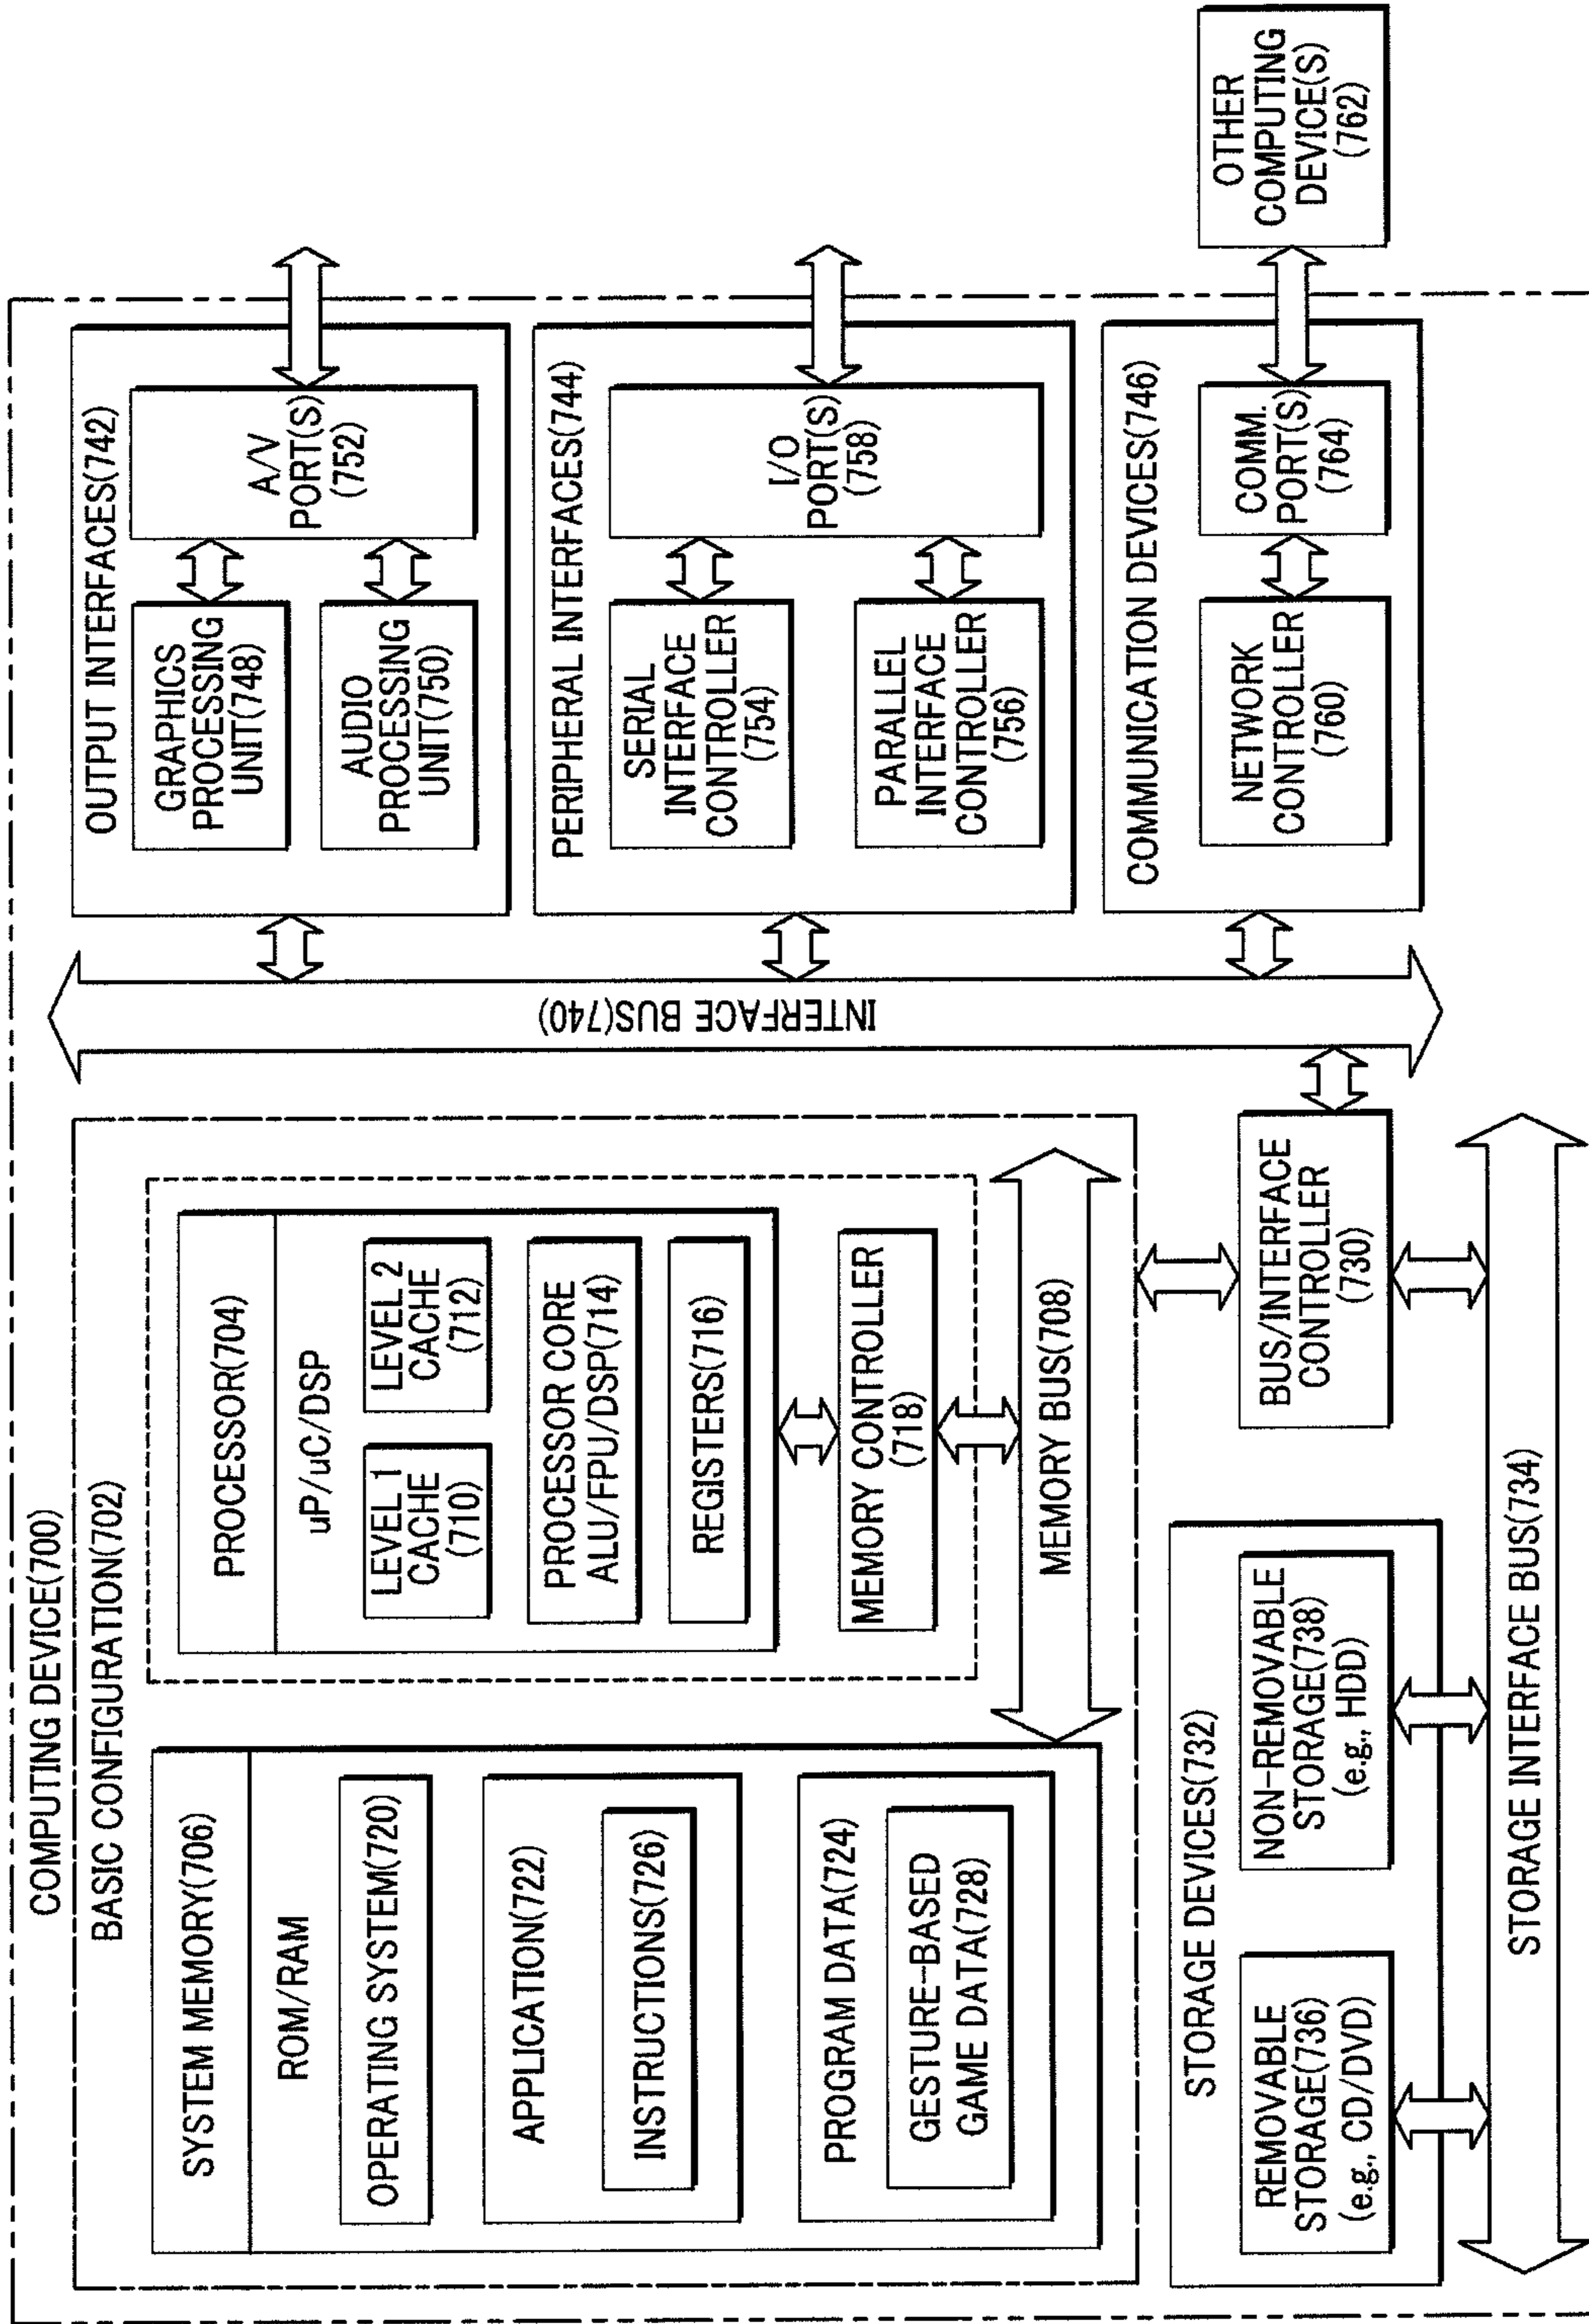 COMPUTING DEVICE(700)
BASIC CONFIGURATION(702)
SYSTEM MEMORY(706)
ROM/RAM
OPERATING SYSTEM(720)
APPLICATION(722)
INSTRUCTIONS(726)
PROGRAM DATA(724)
GESTURE-BASED
GAME DATA(728)
PROCESSOR(704)
uP/uC/DSP
LEVEL 1
CACHE
(710)
LEVEL 2
CACHE
(712)
PROCESSOR CORE
ALU/FPU/DSP(714)
REGISTERS(716)
MEMORY CONTROLLER
(718)
MEMORY BUS(708)
BUS/INTERFACE
CONTROLLER
(730)
STORAGE DEVICES(732)
REMOVABLE
STORAGE(736)
(e.g., CD/DVD)
NON-REMOVABLE
STORAGE(738)
(e.g., HDD)
STORAGE INTERFACE BUS(734)
INTERFACE BUS(740)
OUTPUT INTERFACES(742)
GRAPHICS
PROCESSING
UNIT(748)
AUDIO
PROCESSING
UNIT(750)
A/V
PORT(S)
(752)
PERIPHERAL INTERFACES(744)
SERIAL
INTERFACE
CONTROLLER
(754)
PARALLEL
INTERFACE
CONTROLLER
(756)
I/O
PORT(S)
(758)
COMMUNICATION DEVICES(746)
NETWORK
CONTROLLER
(760)
COMM.
PORT(S)
(764)
OTHER
COMPUTING
DEVICE(S)
(762)